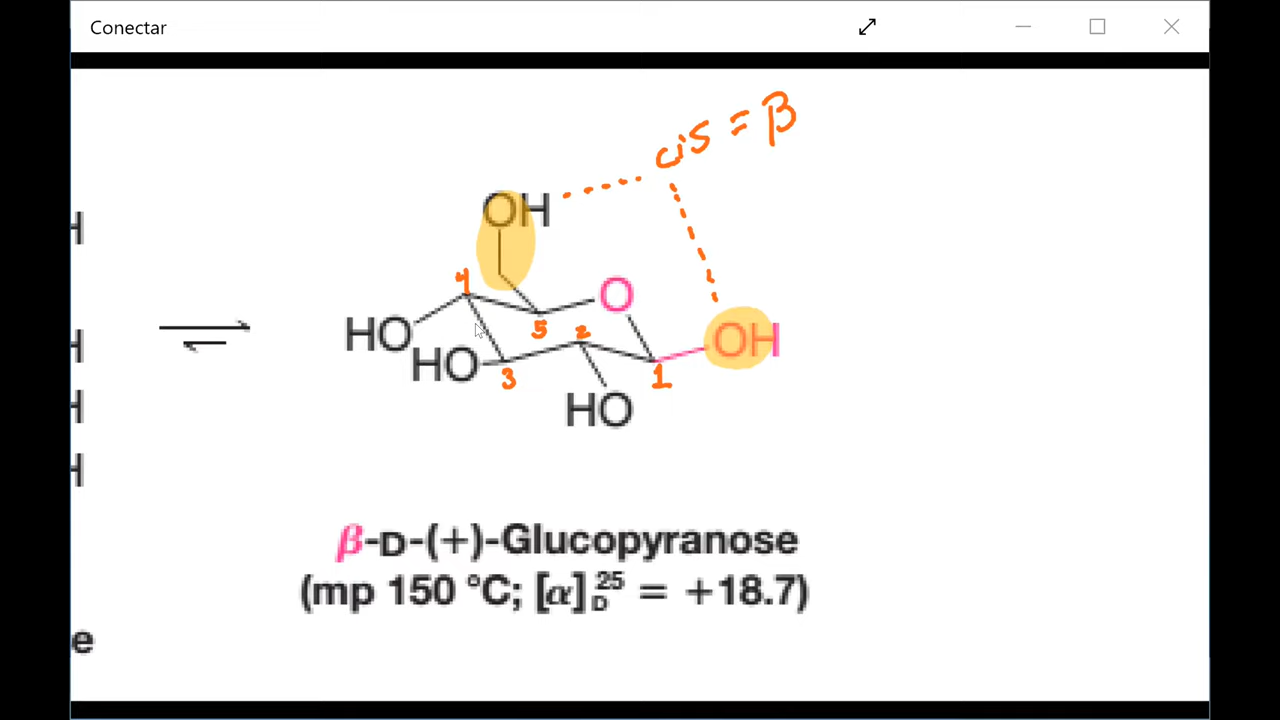 Conectar
cis = β
OH
H
4
O
HO
5
2
OH
H
HO
3
1
H
HO
H
β-D-(+)-Glucopyranose
(mp 150 °C; [α]25D = +18.7)
e